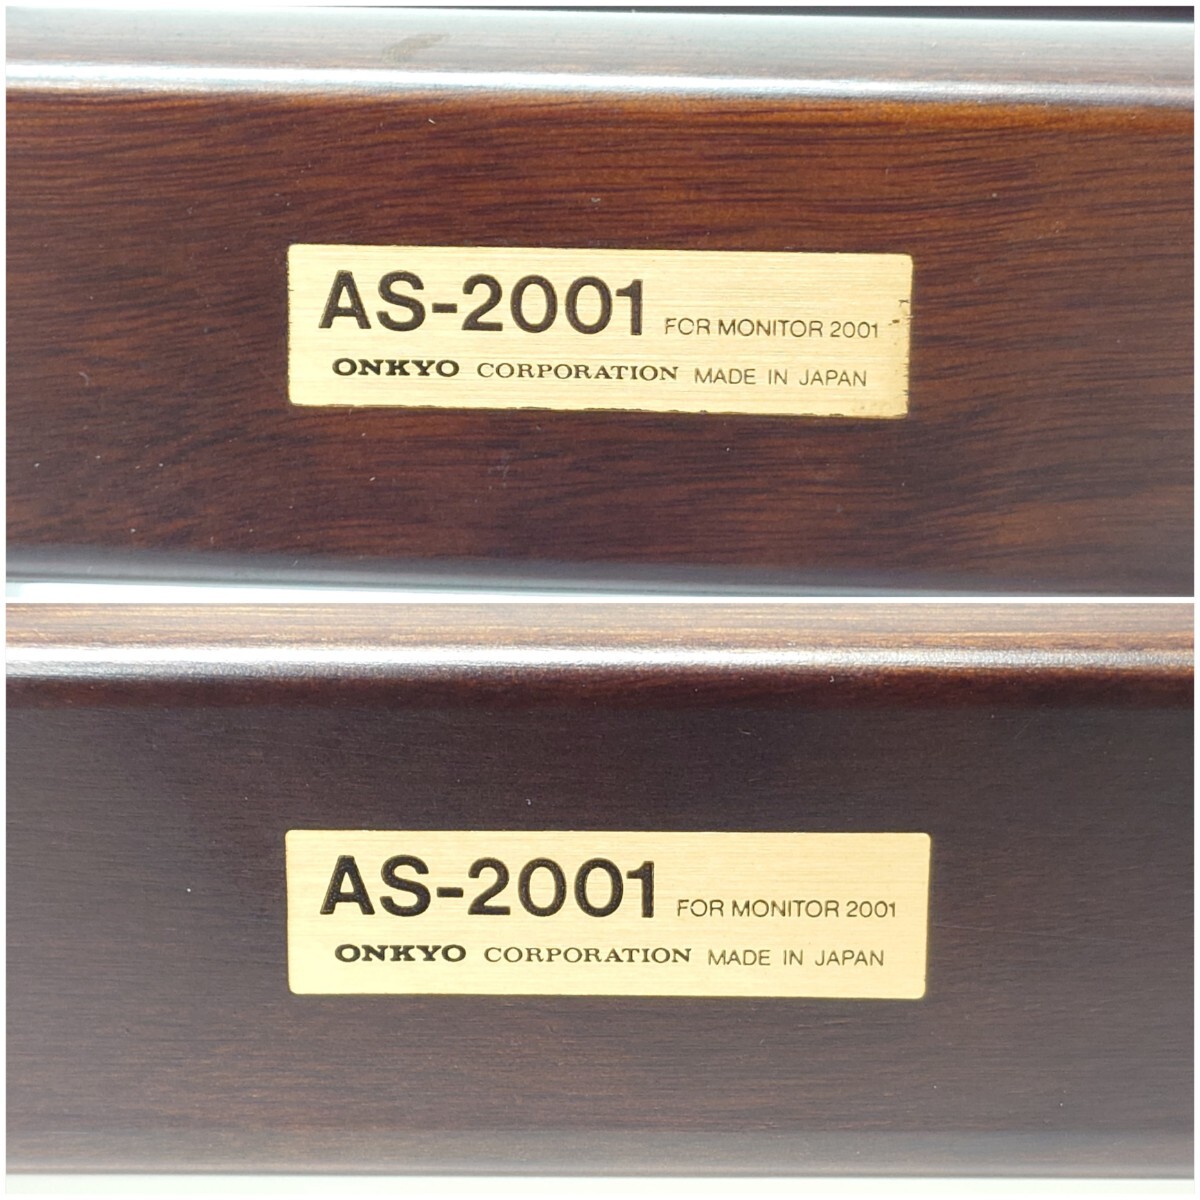 AS-2001 FOR MONITOR 2001
ONKYO CORPORATION MADE IN JAPAN
AS-2001 FOR MONITOR 2001
ONKYO CORPORATION MADE IN JAPAN